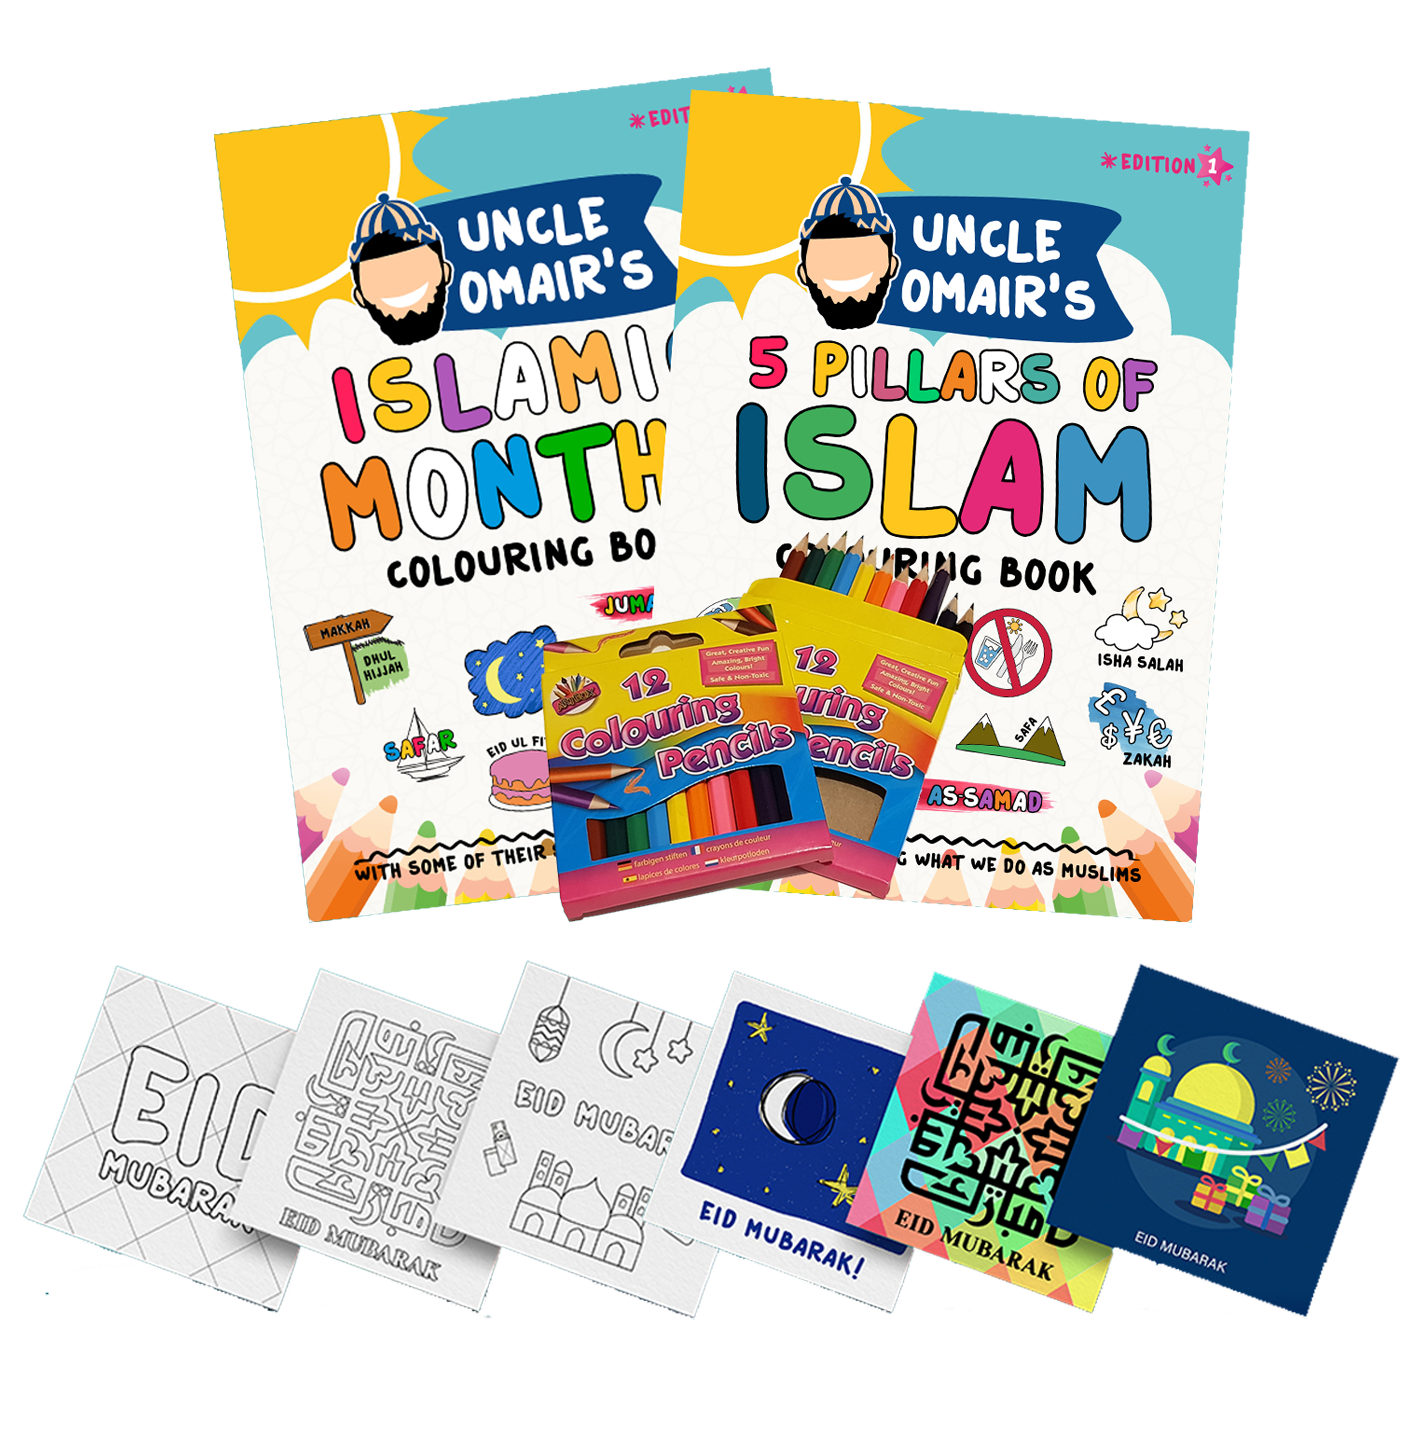 *EDIT
UNCLE
OMAIR'S
ISLAMI
MONTH
COLOURING BO
MAKKAH
DHUL
HIJJAH
JUMA
SAFAR
EID UL FI
WITH SOME OF THEIR
*EDITION 1
UNCLE
OMAIR'S
5 PILLARS OF
ISLAM
COLOURING BOOK
ISHA SALAH
SAFA
£ ¥ $ €
ZAKAH
AS-SAMAD
G WHAT WE DO AS MUSLIMS
12
Colouring
Pencils
Great, Creative Fun
Amazing, Bright
Colours!
Safe & Non-Toxic
farbigen stiften
crayons de couleur
lapices de colores
kleurpotloden
12
uring
encils
Great, Creative Fun
Amazing, Bright
Colours!
Safe & Non-Toxic
EID
MUBARAK
EID MUBARAK
EID MUBAR
EID MUBARAK!
EID MUBARAK
EID MUBARAK